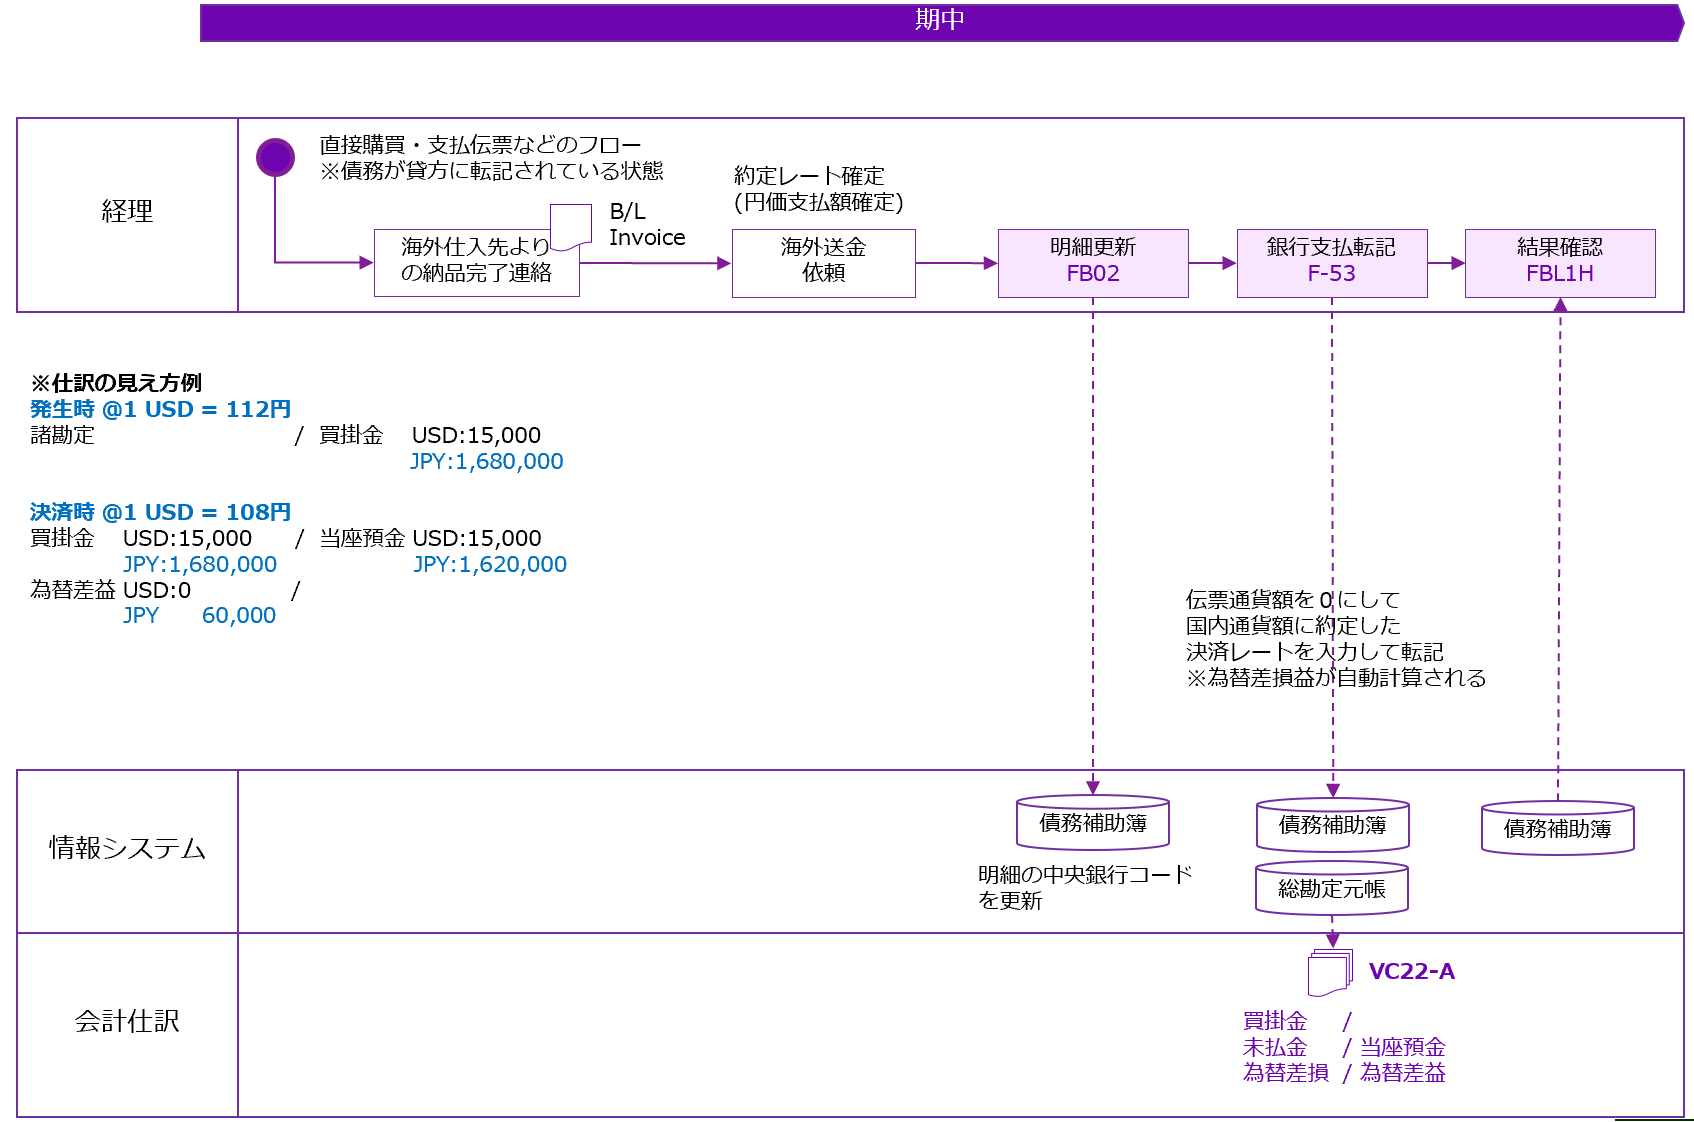 期中
経理
直接購買・支払伝票などのフロー
※債務が貸方に転記されている状態
B/L
Invoice
海外仕入先より
の納品完了連絡
約定レート確定
(円価支払額確定)
海外送金
依頼
明細更新
FB02
銀行支払転記
F-53
結果確認
FBL1H
※仕訳の見え方例
発生時 @1 USD = 112円
諸勘定 / 買掛金 USD:15,000
JPY:1,680,000
決済時 @1 USD = 108円
買掛金 USD:15,000 / 当座預金 USD:15,000
JPY:1,680,000 JPY:1,620,000
為替差益 USD:0 /
JPY 60,000
伝票通貨額を０にして
国内通貨額に約定した
決済レートを入力して転記
※為替差損益が自動計算される
情報システム
債務補助簿
明細の中央銀行コード
を更新
債務補助簿
総勘定元帳
債務補助簿
会計仕訳
VC22-A
買掛金 /
未払金 / 当座預金
為替差損 / 為替差益